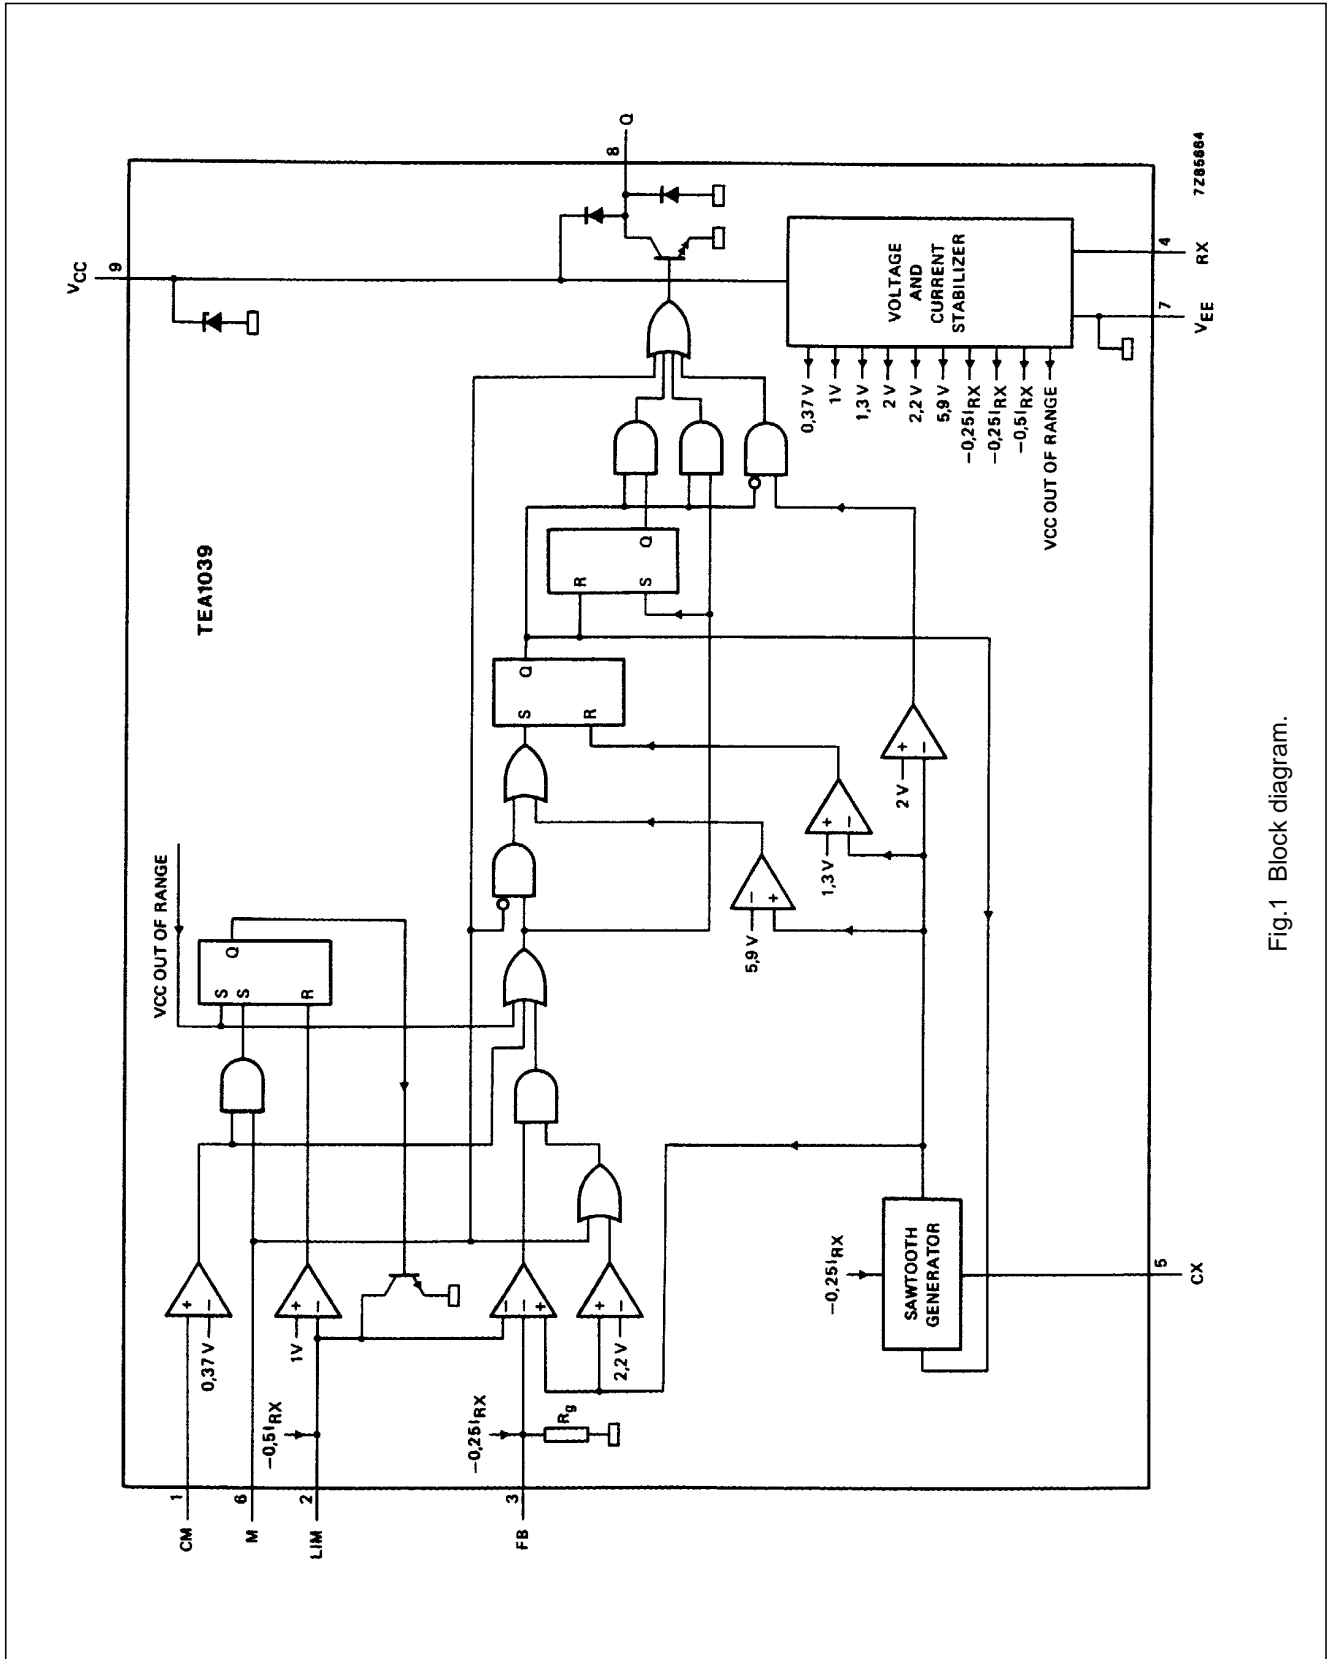 Fig.1 Block diagram.
TEA1039
CM
1
M
6
LIM
2
FB
3
VCC
9
8
Q
RX
4
VEE
7
CX
5
+
−
0,37 V
+
−
1V
−0,5IRX
−
−
+
−0,25IRX
Rg
+
−
2,2 V
VCC OUT OF RANGE
S
S
R
Q
S
R
Q
R
S
Q
5,9 V
−
+
1,3 V
+
−
2 V
+
−
−0,25IRX
SAWTOOTH
GENERATOR
VOLTAGE
AND
CURRENT
STABILIZER
0,37 V
1V
1,3 V
2 V
2,2 V
5,9 V
−0,25IRX
−0,25IRX
−0,5IRX
VCC OUT OF RANGE
7Z85664